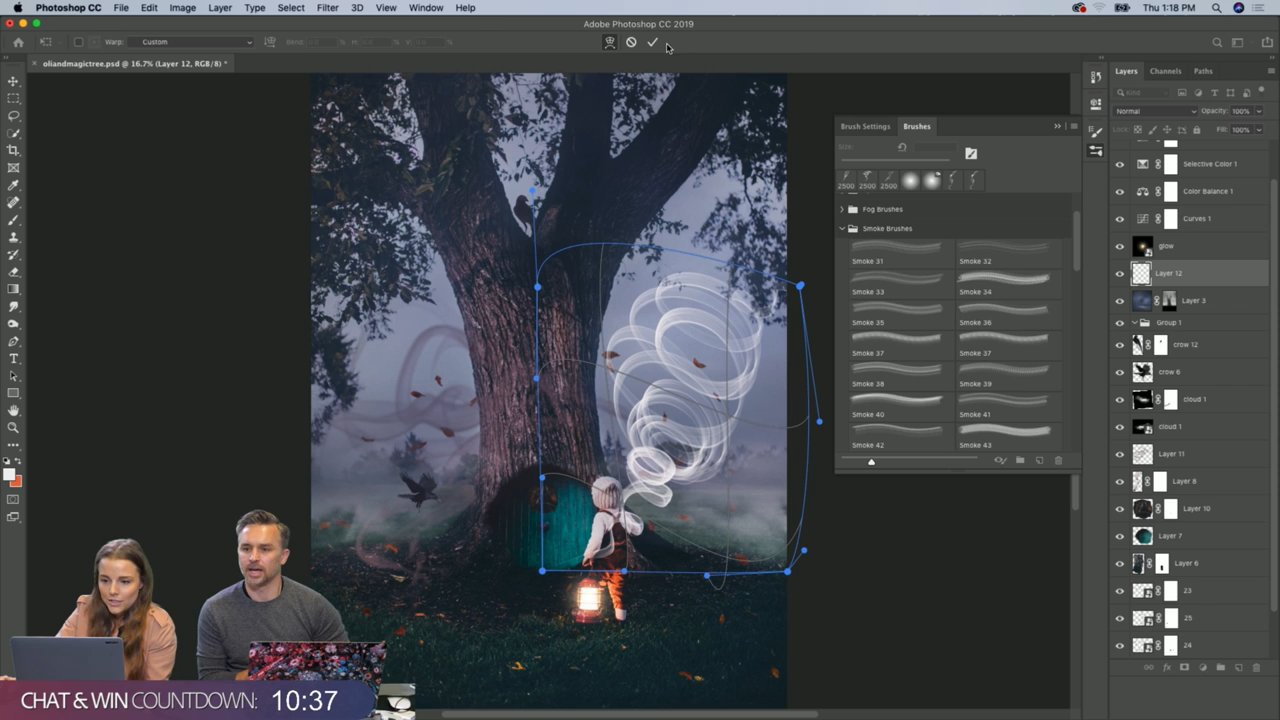 Photoshop CC File Edit Image Layer Type Select Filter 3D View Window Help Thu 1:18 PM
Adobe Photoshop CC 2019
Warp: Custom Bend: % H: % V: %
oliandmagictree.psd @ 16.7% (Layer 12, RGB/8) *
Brush Settings Brushes
Size:
2500 2500 2500
Fog Brushes
Smoke Brushes
Smoke 31 Smoke 32
Smoke 33 Smoke 34
Smoke 35 Smoke 36
Smoke 37 Smoke 37
Smoke 38 Smoke 39
Smoke 40 Smoke 41
Smoke 42 Smoke 43
Layers Channels Paths
Kind
Normal Opacity: 100%
Lock: Fill: 100%
Selective Color 1
Color Balance 1
Curves 1
glow
Layer 12
Layer 3
Group 1
crow 12
crow 6
cloud 1
cloud 1
Layer 11
Layer 8
Layer 10
Layer 7
Layer 6
23
25
24
CHAT & WIN COUNTDOWN: 10:37